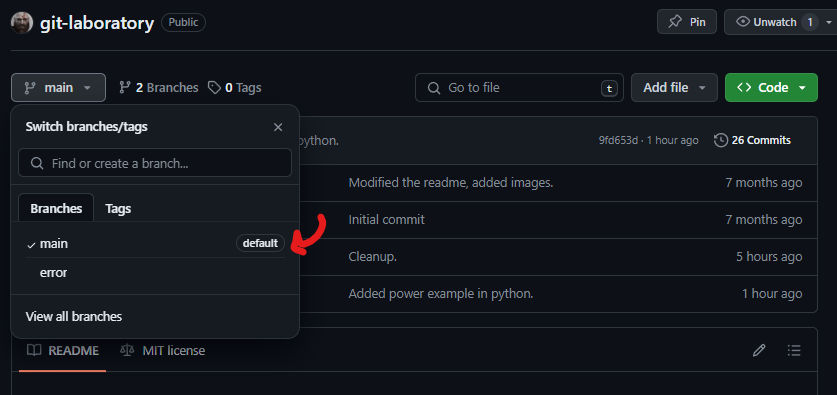 git-laboratory Public Pin Unwatch 1
main 2 Branches 0 Tags Go to file t Add file Code
Switch branches/tags
python. 9fd653d · 1 hour ago 26 Commits
Find or create a branch...
Modified the readme, added images. 7 months ago
Branches Tags
Initial commit 7 months ago
main default
Cleanup. 5 hours ago
error
Added power example in python. 1 hour ago
View all branches
README MIT license